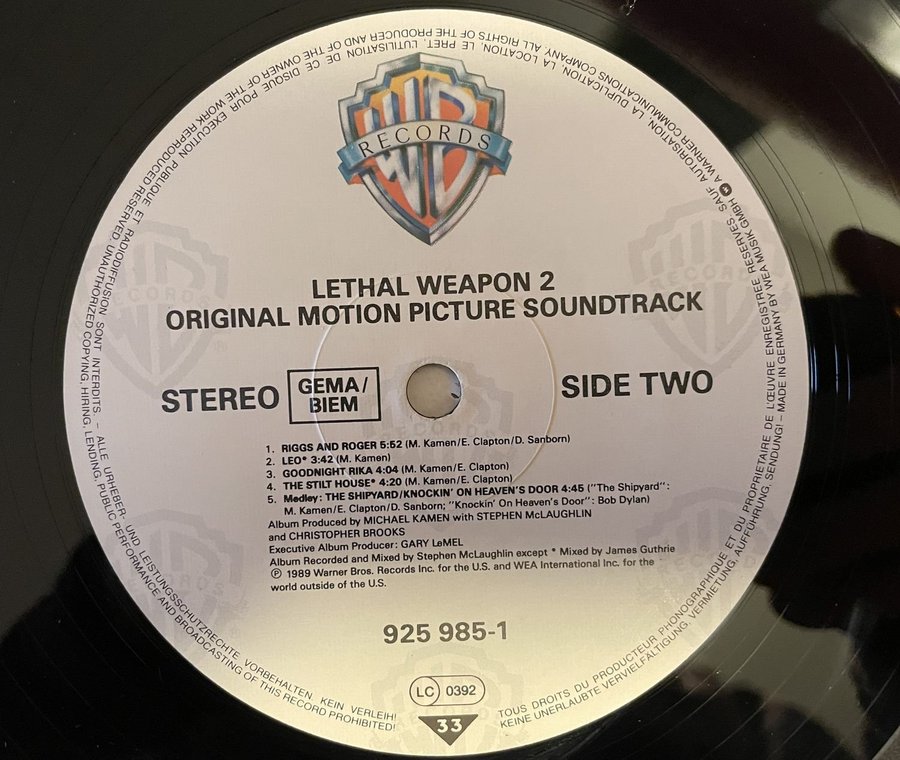 WB
RECORDS
LETHAL WEAPON 2
ORIGINAL MOTION PICTURE SOUNDTRACK
STEREO
GEMA/
BIEM
SIDE TWO
1. RIGGS AND ROGER 5:52 (M. Kamen/E. Clapton/D. Sanborn)
2. LEO* 3:42 (M. Kamen)
3. GOODNIGHT RIKA 4:04 (M. Kamen/E. Clapton)
4. THE STILT HOUSE* 4:20 (M. Kamen/E. Clapton)
5. Medley: THE SHIPYARD/KNOCKIN' ON HEAVEN'S DOOR 4:45 ("The Shipyard":
M. Kamen/E. Clapton/D. Sanborn; "Knockin' On Heaven's Door": Bob Dylan)
Album Produced by MICHAEL KAMEN with STEPHEN McLAUGHLIN
and CHRISTOPHER BROOKS
Executive Album Producer: GARY LeMEL
Album Recorded and Mixed by Stephen McLaughlin except * Mixed by James Guthrie
℗ 1989 Warner Bros. Records Inc. for the U.S. and WEA International Inc. for the
world outside of the U.S.
925 985-1
LC 0392
33
ALLE URHEBER- UND LEISTUNGSSCHUTZRECHTE VORBEHALTEN. KEIN VERLEIH! KEINE UNERLAUBTE VERVIELFÄLTIGUNG, VERMIETUNG, AUFFÜHRUNG, SENDUNG! – MADE IN GERMANY BY WEA MUSIK GMBH A WARNER COMMUNICATIONS COMPANY. ALL RIGHTS OF THE PRODUCER AND OF THE OWNER OF THE WORK REPRODUCED RESERVED. UNAUTHORIZED COPYING, HIRING, LENDING, PUBLIC PERFORMANCE AND BROADCASTING OF THIS RECORD PROHIBITED!
TOUS DROITS DU PRODUCTEUR PHONOGRAPHIQUE ET DU PROPRIETAIRE DE L'ŒUVRE ENREGISTREE RESERVES. SAUF AUTORISATION, LA DUPLICATION, LA LOCATION, LE PRET, L'UTILISATION DE CE DISQUE POUR EXECUTION PUBLIQUE ET RADIODIFFUSION SONT INTERDITS. –